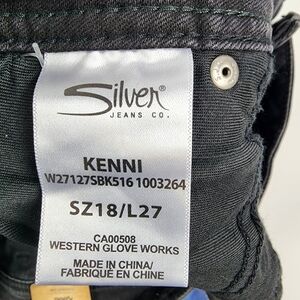 Silver
JEANS CO.
KENNI
W27127SBK516 1003264
SZ18/L27
CA00508
WESTERN GLOVE WORKS
MADE IN CHINA/
FABRIQUÉ EN CHINE